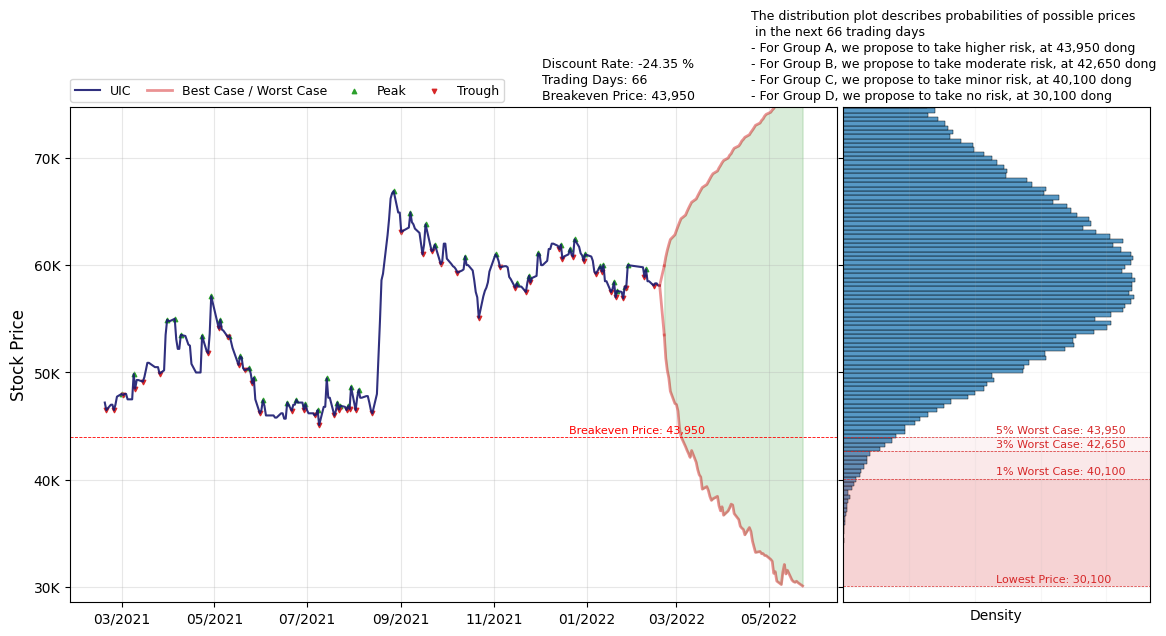 The distribution plot describes probabilities of possible prices
in the next 66 trading days
- For Group A, we propose to take higher risk, at 43,950 dong
- For Group B, we propose to take moderate risk, at 42,650 dong
- For Group C, we propose to take minor risk, at 40,100 dong
- For Group D, we propose to take no risk, at 30,100 dong
Discount Rate: -24.35 %
Trading Days: 66
Breakeven Price: 43,950
UIC
Best Case / Worst Case
Peak
Trough
Stock Price
70K
60K
50K
40K
30K
Breakeven Price: 43,950
5% Worst Case: 43,950
3% Worst Case: 42,650
1% Worst Case: 40,100
Lowest Price: 30,100
03/2021
05/2021
07/2021
09/2021
11/2021
01/2022
03/2022
05/2022
Density